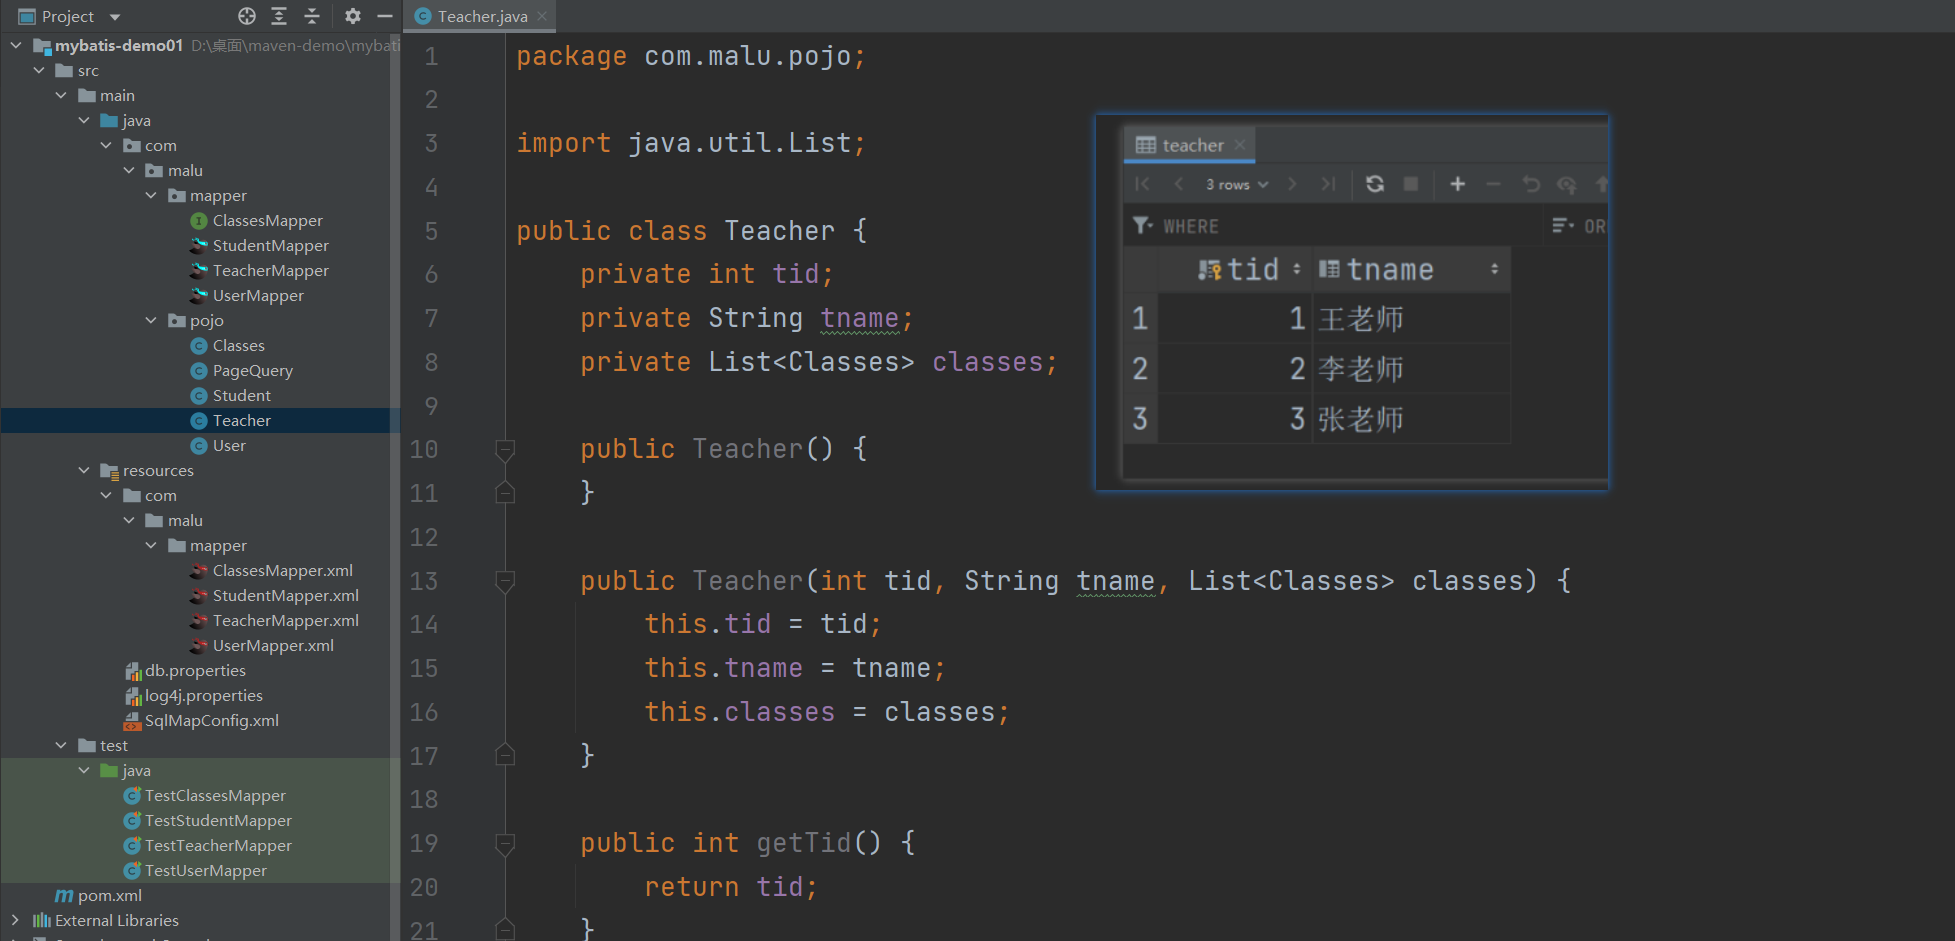 Project
mybatis-demo01 D:\桌面\maven-demo\mybati
src
main
java
com
malu
mapper
ClassesMapper
StudentMapper
TeacherMapper
UserMapper
pojo
Classes
PageQuery
Student
Teacher
User
resources
com
malu
mapper
ClassesMapper.xml
StudentMapper.xml
TeacherMapper.xml
UserMapper.xml
db.properties
log4j.properties
SqlMapConfig.xml
test
java
TestClassesMapper
TestStudentMapper
TestTeacherMapper
TestUserMapper
pom.xml
External Libraries
Teacher.java
1 package com.malu.pojo;
2
3 import java.util.List;
4
5 public class Teacher {
6 private int tid;
7 private String tname;
8 private List<Classes> classes;
9
10 public Teacher() {
11 }
12
13 public Teacher(int tid, String tname, List<Classes> classes) {
14 this.tid = tid;
15 this.tname = tname;
16 this.classes = classes;
17 }
18
19 public int getTid() {
20 return tid;
21 }
teacher
3 rows
WHERE OR
tid tname
1 1 王老师
2 2 李老师
3 3 张老师